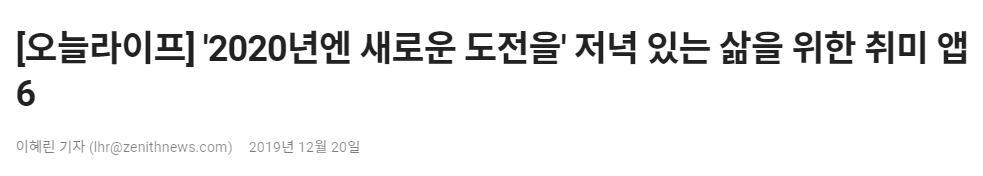 [오늘라이프] '2020년엔 새로운 도전을' 저녁 있는 삶을 위한 취미 앱
6
이혜린 기자 (lhr@zenithnews.com) 2019년 12월 20일